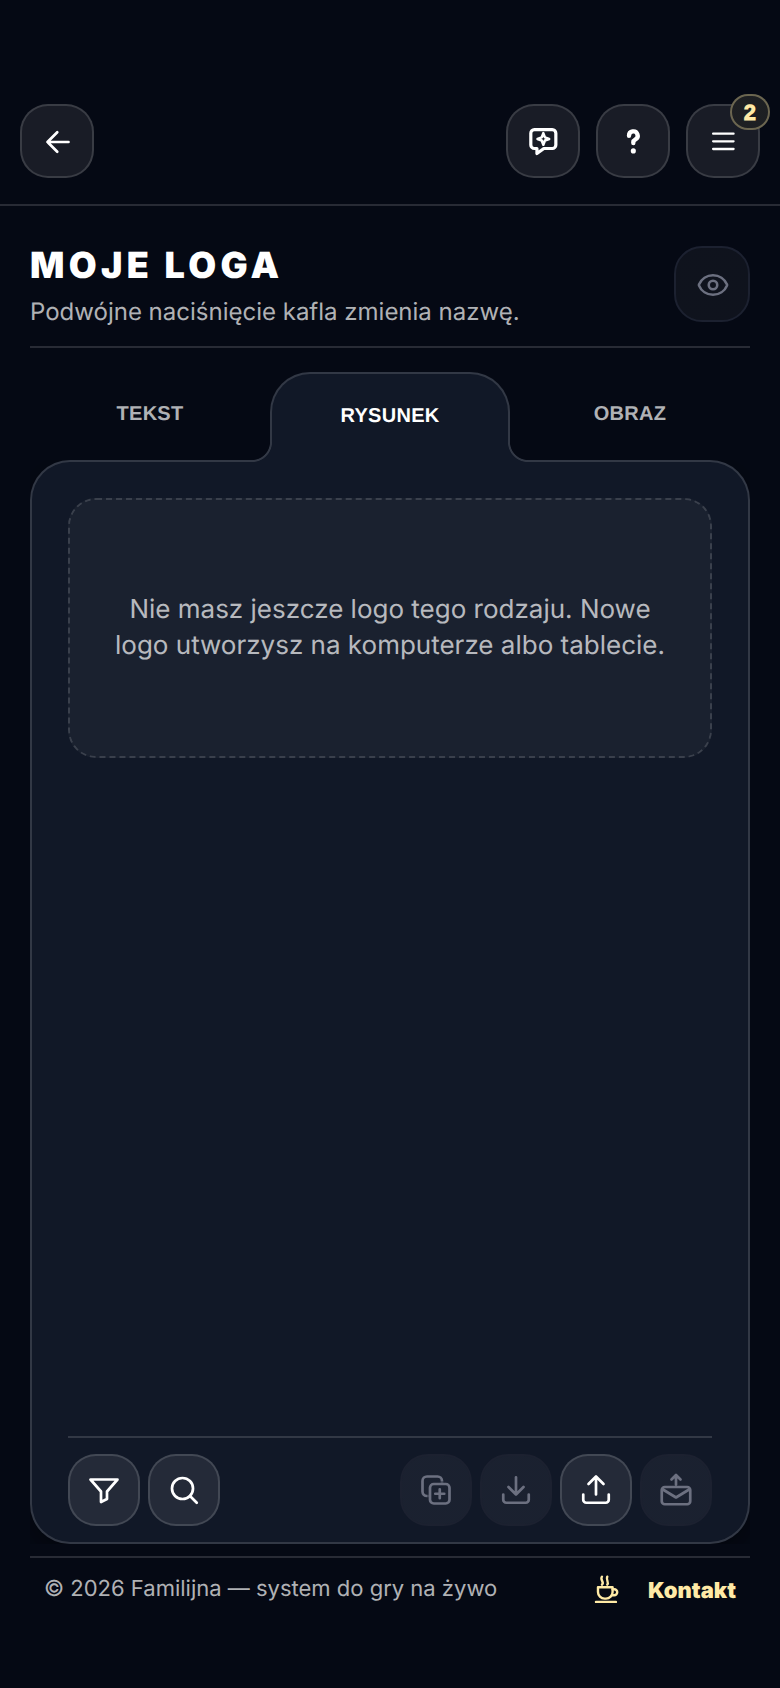 2
MOJE LOGA
Podwójne naciśnięcie kafla zmienia nazwę.
TEKST
RYSUNEK
OBRAZ
Nie masz jeszcze logo tego rodzaju. Nowe
logo utworzysz na komputerze albo tablecie.
© 2026 Familijna — system do gry na żywo
Kontakt